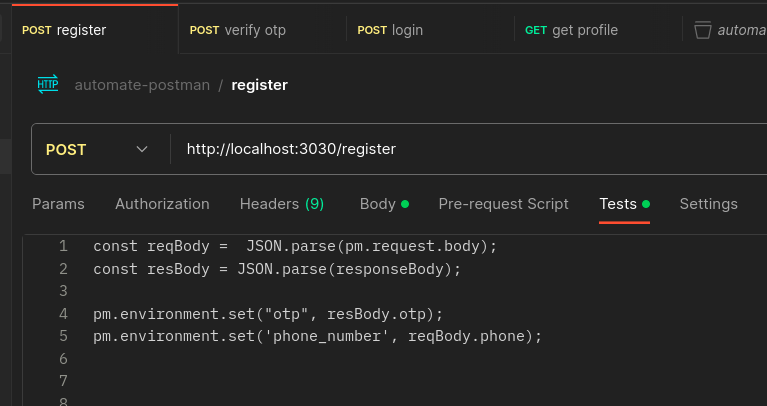 POST register POST verify otp POST login GET get profile automa
HTTP automate-postman / register
POST http://localhost:3030/register
Params Authorization Headers (9) Body Pre-request Script Tests Settings
1 const reqBody =  JSON.parse(pm.request.body);
2 const resBody = JSON.parse(responseBody);
3
4 pm.environment.set("otp", resBody.otp);
5 pm.environment.set('phone_number', reqBody.phone);
6
7
8